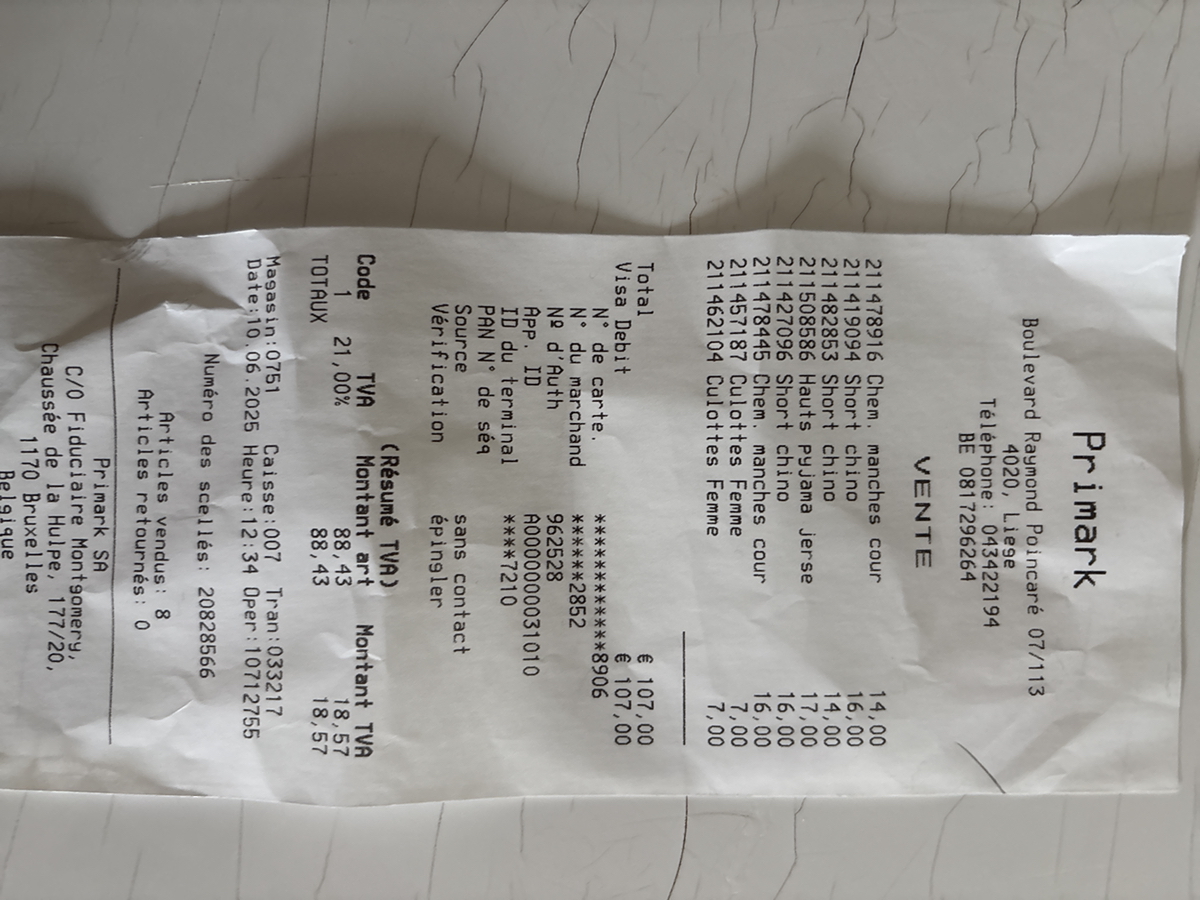 Primark
Boulevard Raymond Poincaré 07/113
4020, Liege
Téléphone: 043422194
BE 0817296264
VENTE
211478916 Chem. manches cour 14,00
211419094 Short chino 16,00
211482853 Short chino 14,00
211508586 Hauts pyjama jerse 17,00
211427096 Short chino 16,00
211478445 Chem. manches cour 16,00
211457187 Culottes Femme 7,00
211462104 Culottes Femme 7,00
Total € 107,00
Visa Debit € 107,00
N° de carte. ************8906
N° du marchand ******2852
Nº d'Auth 962528
App. ID A0000000031010
ID du terminal ****7210
PAN N° de séq
Source sans contact
Vérification épingler
(Résumé TVA)
Code TVA Montant art Montant TVA
1 21,00% 88,43 18,57
TOTAUX 88,43 18,57
Magasin:0751 Caisse:007 Tran:033217
Date:10.06.2025 Heure:12:34 Oper:10712755
Numéro des scellés: 20828566
Articles vendus: 8
Articles retournés: 0
Primark SA
C/O Fiduciaire Montgomery,
Chaussée de la Hulpe, 177/20,
1170 Bruxelles
Belgique